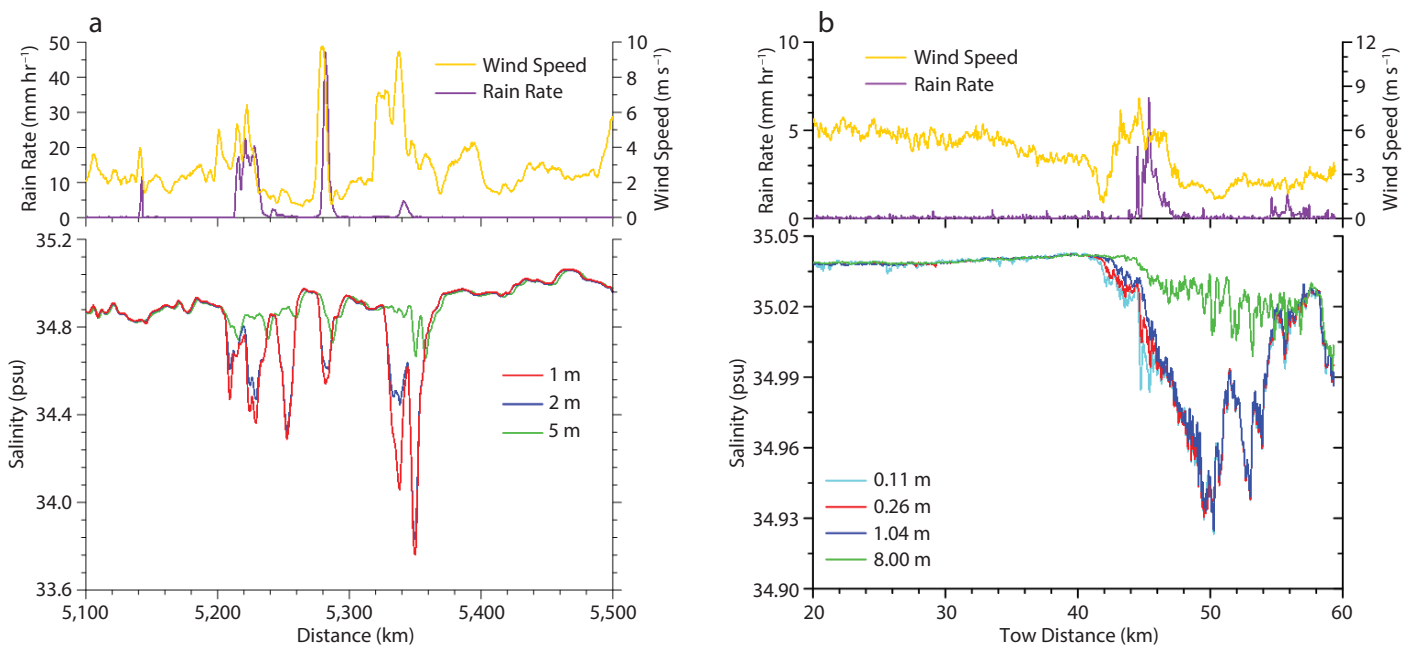 a
Rain Rate (mm hr⁻¹)
50
40
30
20
10
0
Wind Speed
Rain Rate
10
8
6
4
2
0
Wind Speed (m s⁻¹)
Salinity (psu)
35.2
34.8
34.4
34.0
33.6
1 m
2 m
5 m
5,100 5,200 5,300 5,400 5,500
Distance (km)
b
Rain Rate (mm hr⁻¹)
10
5
0
Wind Speed
Rain Rate
12
9
6
3
0
Wind Speed (m s⁻¹)
Salinity (psu)
35.05
35.02
34.99
34.96
34.93
34.90
0.11 m
0.26 m
1.04 m
8.00 m
20 30 40 50 60
Tow Distance (km)